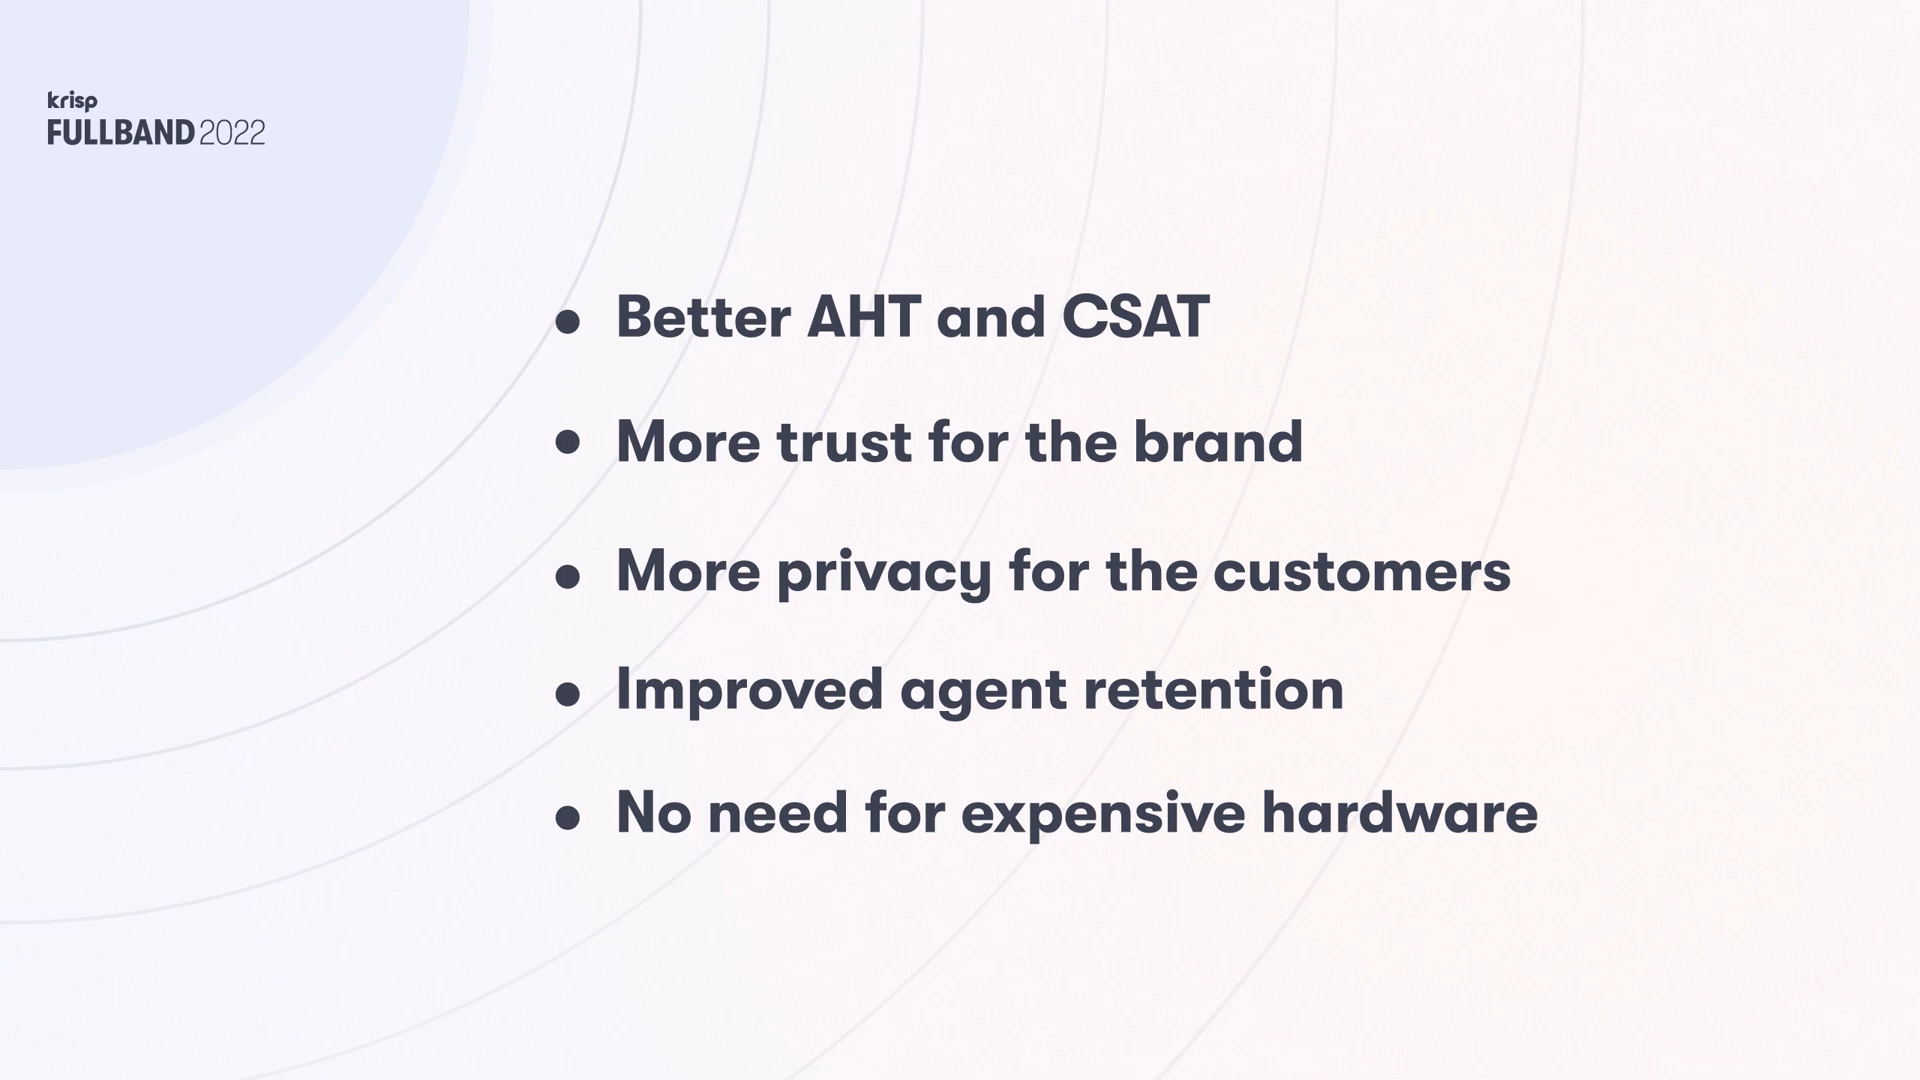 krisp
FULLBAND 2022
• Better AHT and CSAT
• More trust for the brand
• More privacy for the customers
• Improved agent retention
• No need for expensive hardware